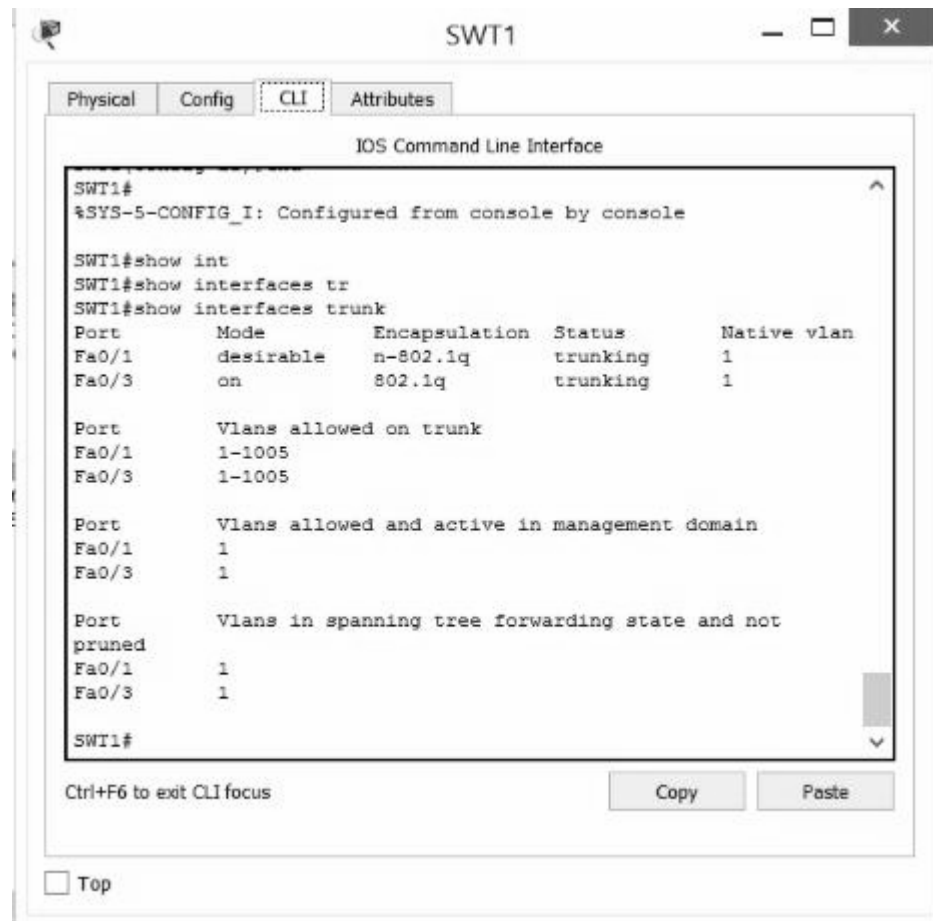 SWT1
Physical Config CLI Attributes
IOS Command Line Interface
SWT1#
%SYS-5-CONFIG_I: Configured from console by console
SWT1#show int
SWT1#show interfaces tr
SWT1#show interfaces trunk
Port Mode Encapsulation Status Native vlan
Fa0/1 desirable n-802.1q trunking 1
Fa0/3 on 802.1q trunking 1
Port Vlans allowed on trunk
Fa0/1 1-1005
Fa0/3 1-1005
Port Vlans allowed and active in management domain
Fa0/1 1
Fa0/3 1
Port Vlans in spanning tree forwarding state and not
pruned
Fa0/1 1
Fa0/3 1
SWT1#
Ctrl+F6 to exit CLI focus Copy Paste
Top